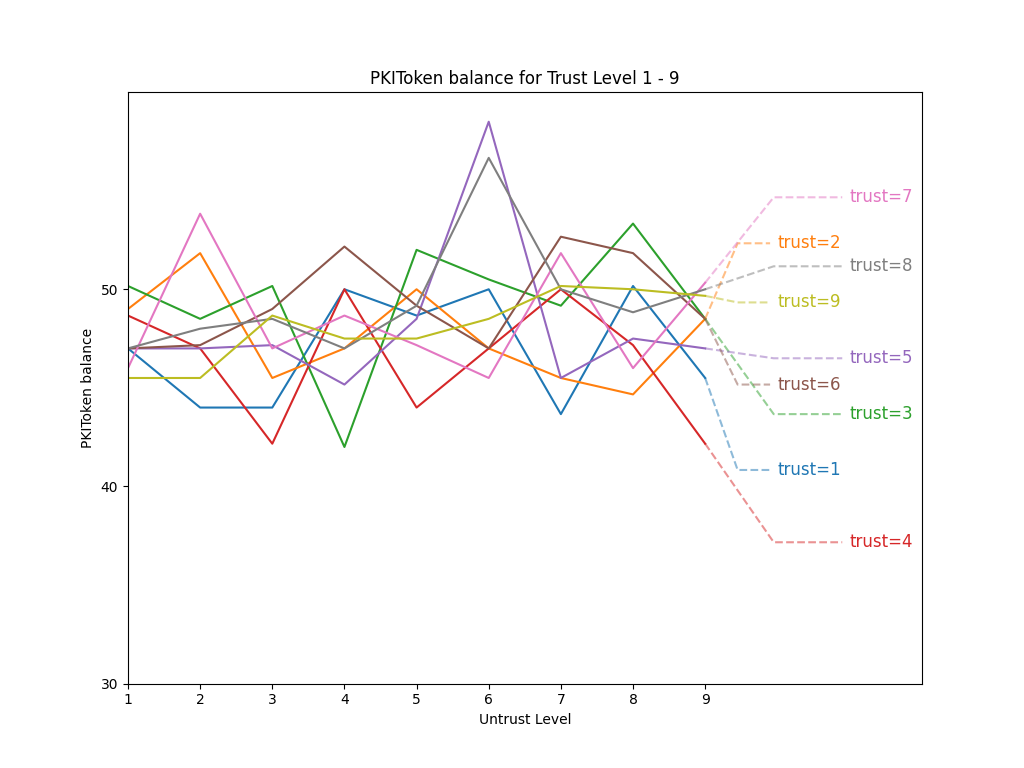 PKIToken balance for Trust Level 1 - 9
trust=7
trust=2
trust=8
50
trust=9
trust=5
PKIToken balance
trust=6
trust=3
trust=1
40
trust=4
30
1 2 3 4 5 6 7 8 9
Untrust Level